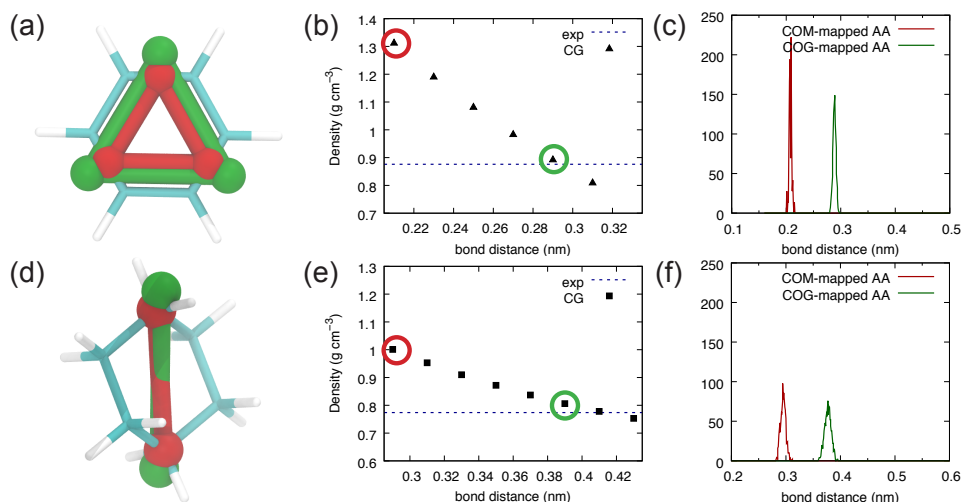 (a)
(b)
1.4
1.3
1.2
1.1
1
0.9
0.8
0.7
Density (g cm⁻³)
exp
CG
0.22 0.24 0.26 0.28 0.3 0.32
bond distance (nm)
(c)
250
200
150
100
50
0
COM-mapped AA
COG-mapped AA
0.1 0.2 0.3 0.4 0.5
bond distance (nm)
(d)
(e)
1.3
1.2
1.1
1
0.9
0.8
0.7
0.6
Density (g cm⁻³)
exp
CG
0.3 0.32 0.34 0.36 0.38 0.4 0.42
bond distance (nm)
(f)
250
200
150
100
50
0
COM-mapped AA
COG-mapped AA
0.2 0.3 0.4 0.5 0.6
bond distance (nm)